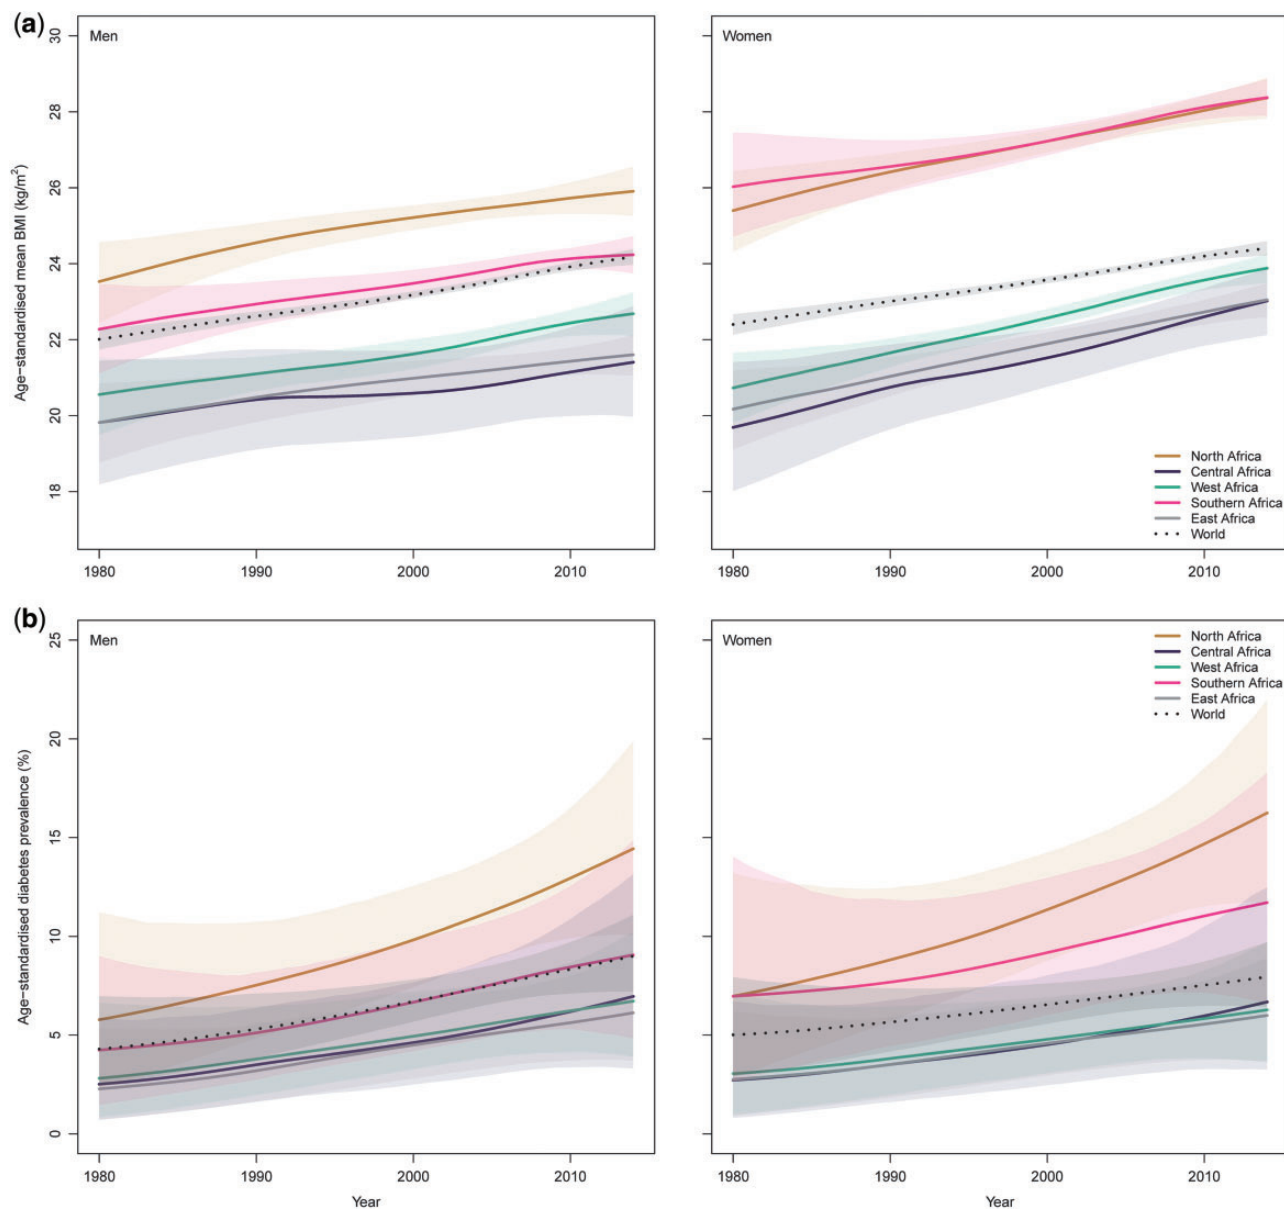 (a)
Men
Women
Age−standardised mean BMI (kg/m²)
30
28
26
24
22
20
18
North Africa
Central Africa
West Africa
Southern Africa
East Africa
World
1980
1990
2000
2010
1980
1990
2000
2010
(b)
Men
Women
Age−standardised diabetes prevalence (%)
25
20
15
10
5
0
North Africa
Central Africa
West Africa
Southern Africa
East Africa
World
1980
1990
2000
2010
1980
1990
2000
2010
Year
Year